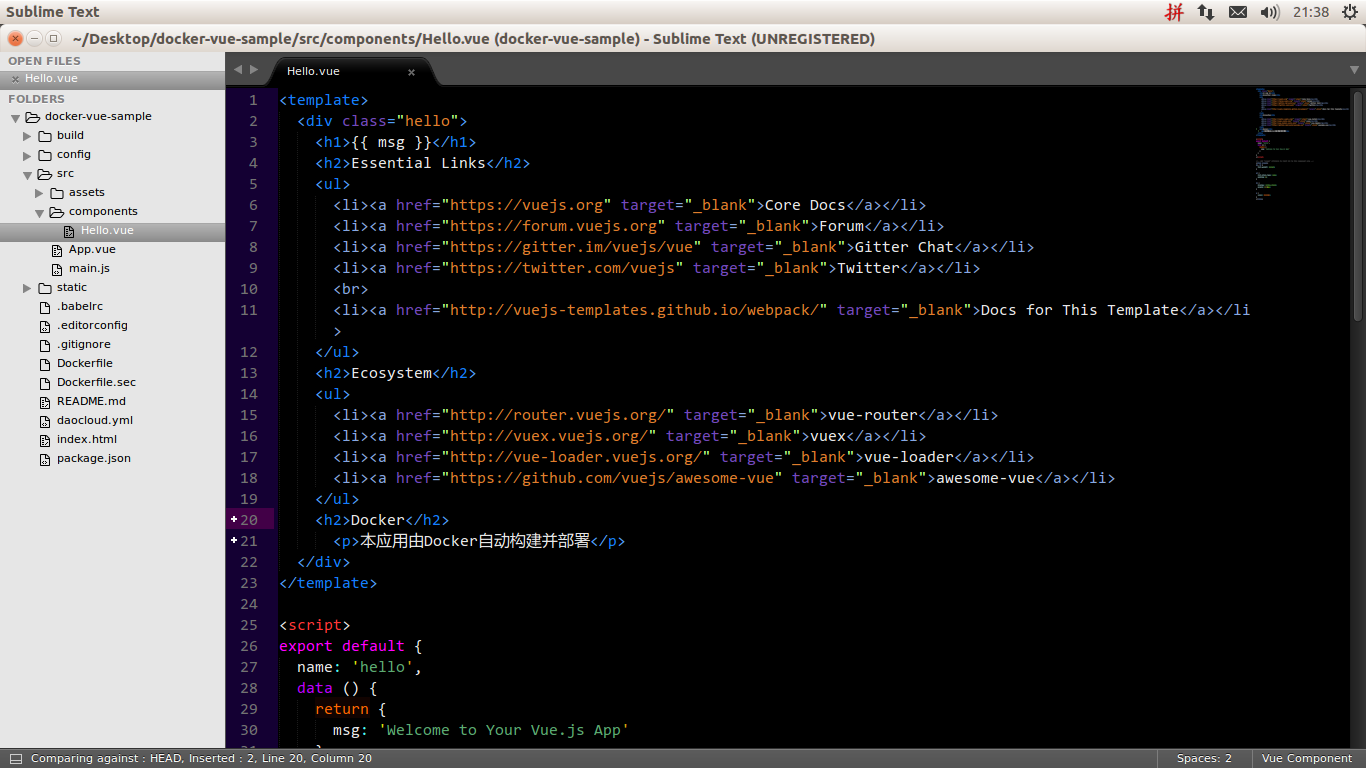 Sublime Text
拼
21:38
~/Desktop/docker-vue-sample/src/components/Hello.vue (docker-vue-sample) - Sublime Text (UNREGISTERED)
OPEN FILES
Hello.vue
FOLDERS
docker-vue-sample
build
config
src
assets
components
Hello.vue
App.vue
main.js
static
.babelrc
.editorconfig
.gitignore
Dockerfile
Dockerfile.sec
README.md
daocloud.yml
index.html
package.json
Hello.vue
1 <template>
2 <div class="hello">
3 <h1>{{ msg }}</h1>
4 <h2>Essential Links</h2>
5 <ul>
6 <li><a href="https://vuejs.org" target="_blank">Core Docs</a></li>
7 <li><a href="https://forum.vuejs.org" target="_blank">Forum</a></li>
8 <li><a href="https://gitter.im/vuejs/vue" target="_blank">Gitter Chat</a></li>
9 <li><a href="https://twitter.com/vuejs" target="_blank">Twitter</a></li>
10 <br>
11 <li><a href="http://vuejs-templates.github.io/webpack/" target="_blank">Docs for This Template</a></li
>
12 </ul>
13 <h2>Ecosystem</h2>
14 <ul>
15 <li><a href="http://router.vuejs.org/" target="_blank">vue-router</a></li>
16 <li><a href="http://vuex.vuejs.org/" target="_blank">vuex</a></li>
17 <li><a href="http://vue-loader.vuejs.org/" target="_blank">vue-loader</a></li>
18 <li><a href="https://github.com/vuejs/awesome-vue" target="_blank">awesome-vue</a></li>
19 </ul>
20 <h2>Docker</h2>
21 <p>本应用由Docker自动构建并部署</p>
22 </div>
23 </template>
24
25 <script>
26 export default {
27 name: 'hello',
28 data () {
29 return {
30 msg: 'Welcome to Your Vue.js App'
Comparing against : HEAD, Inserted : 2, Line 20, Column 20
Spaces: 2
Vue Component